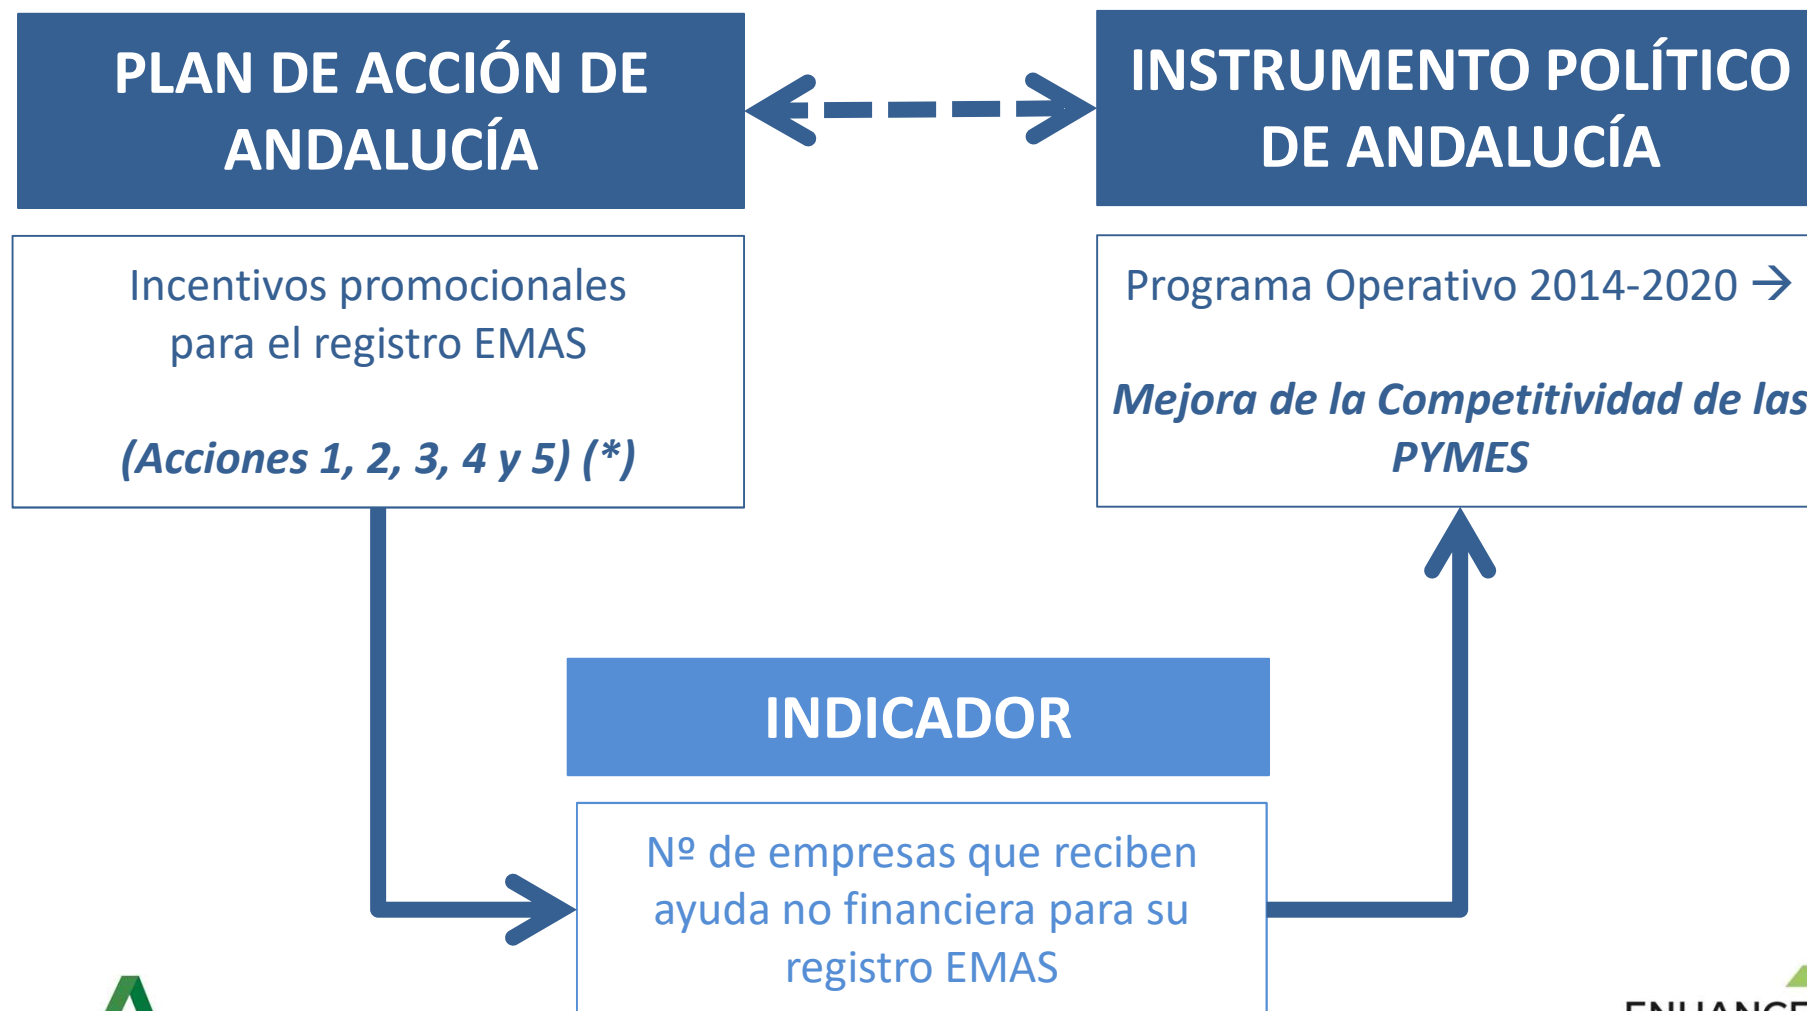 PLAN DE ACCIÓN DE
ANDALUCÍA
INSTRUMENTO POLÍTICO
DE ANDALUCÍA
Incentivos promocionales
para el registro EMAS
(Acciones 1, 2, 3, 4 y 5) (*)
Programa Operativo 2014-2020 →
Mejora de la Competitividad de las
PYMES
INDICADOR
Nº de empresas que reciben
ayuda no financiera para su
registro EMAS
ENHANCE